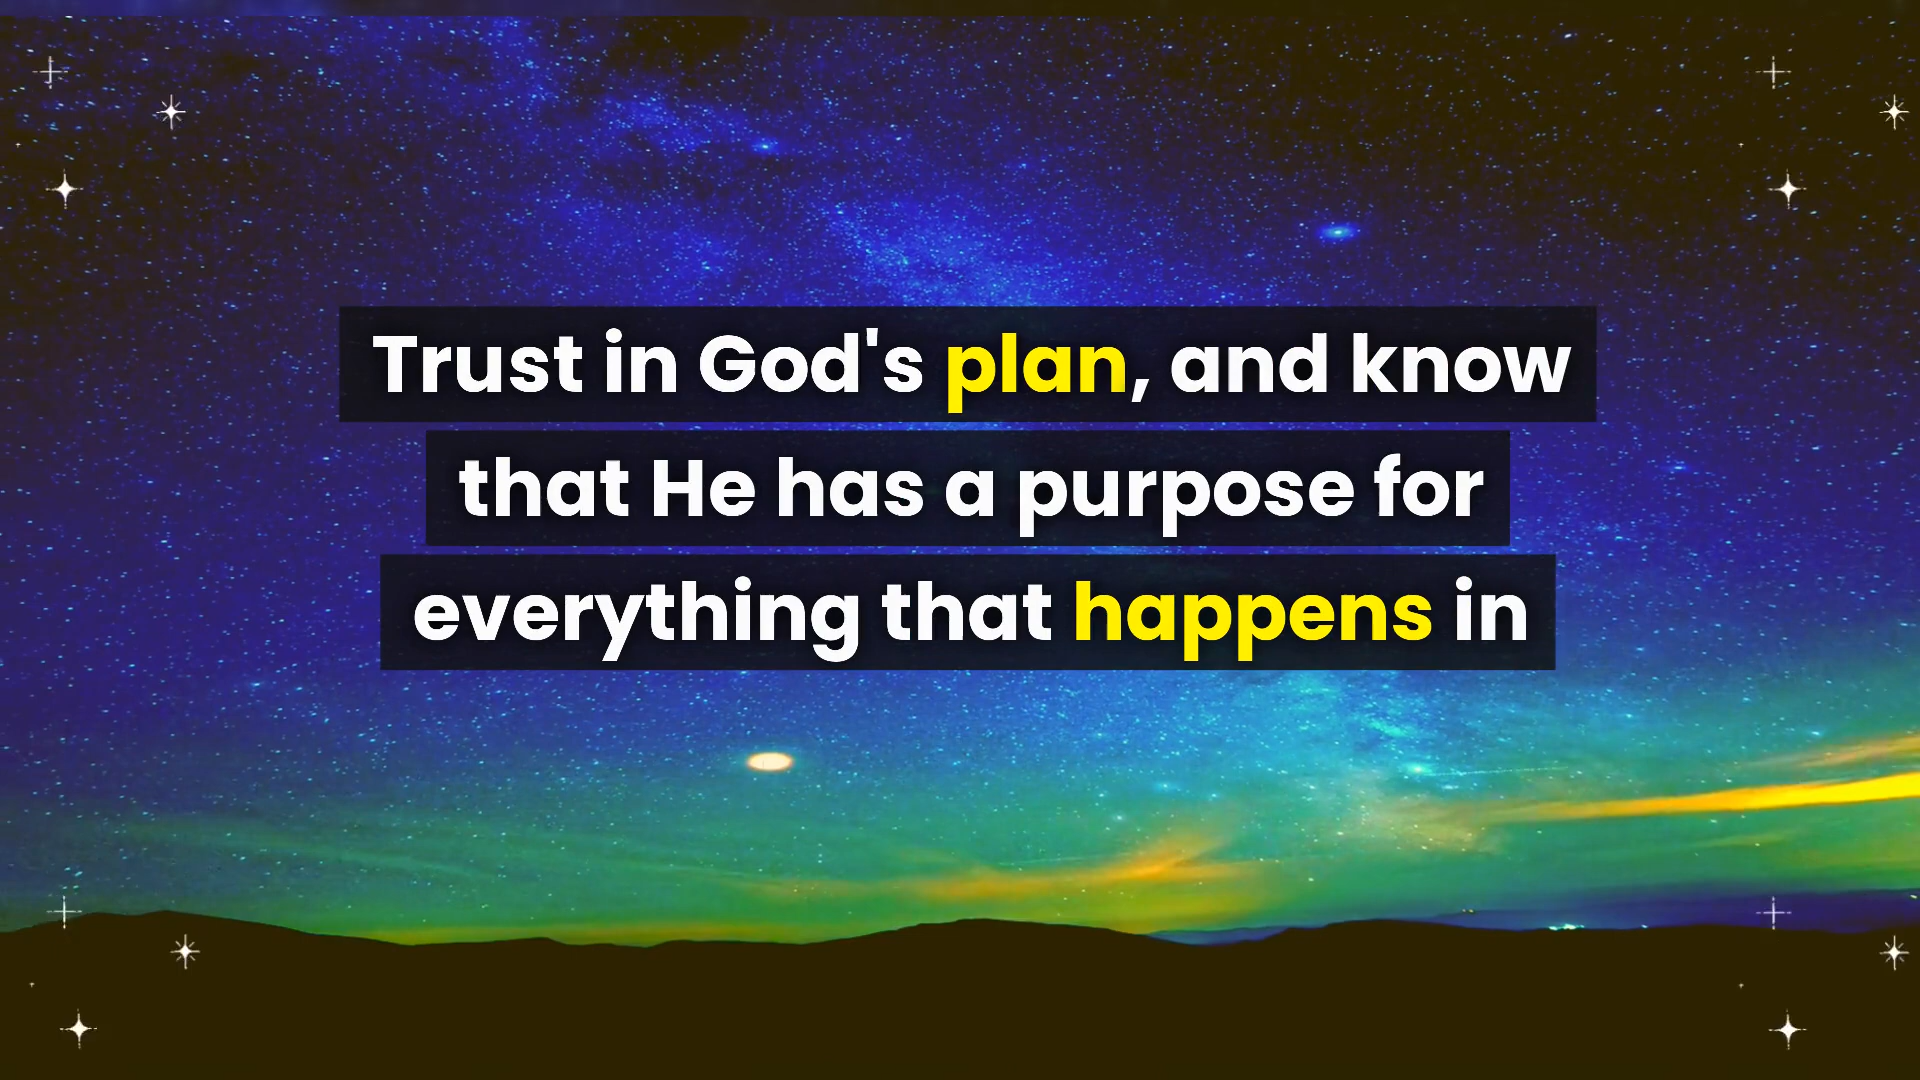 Trust in God's plan, and know
that He has a purpose for
everything that happens in